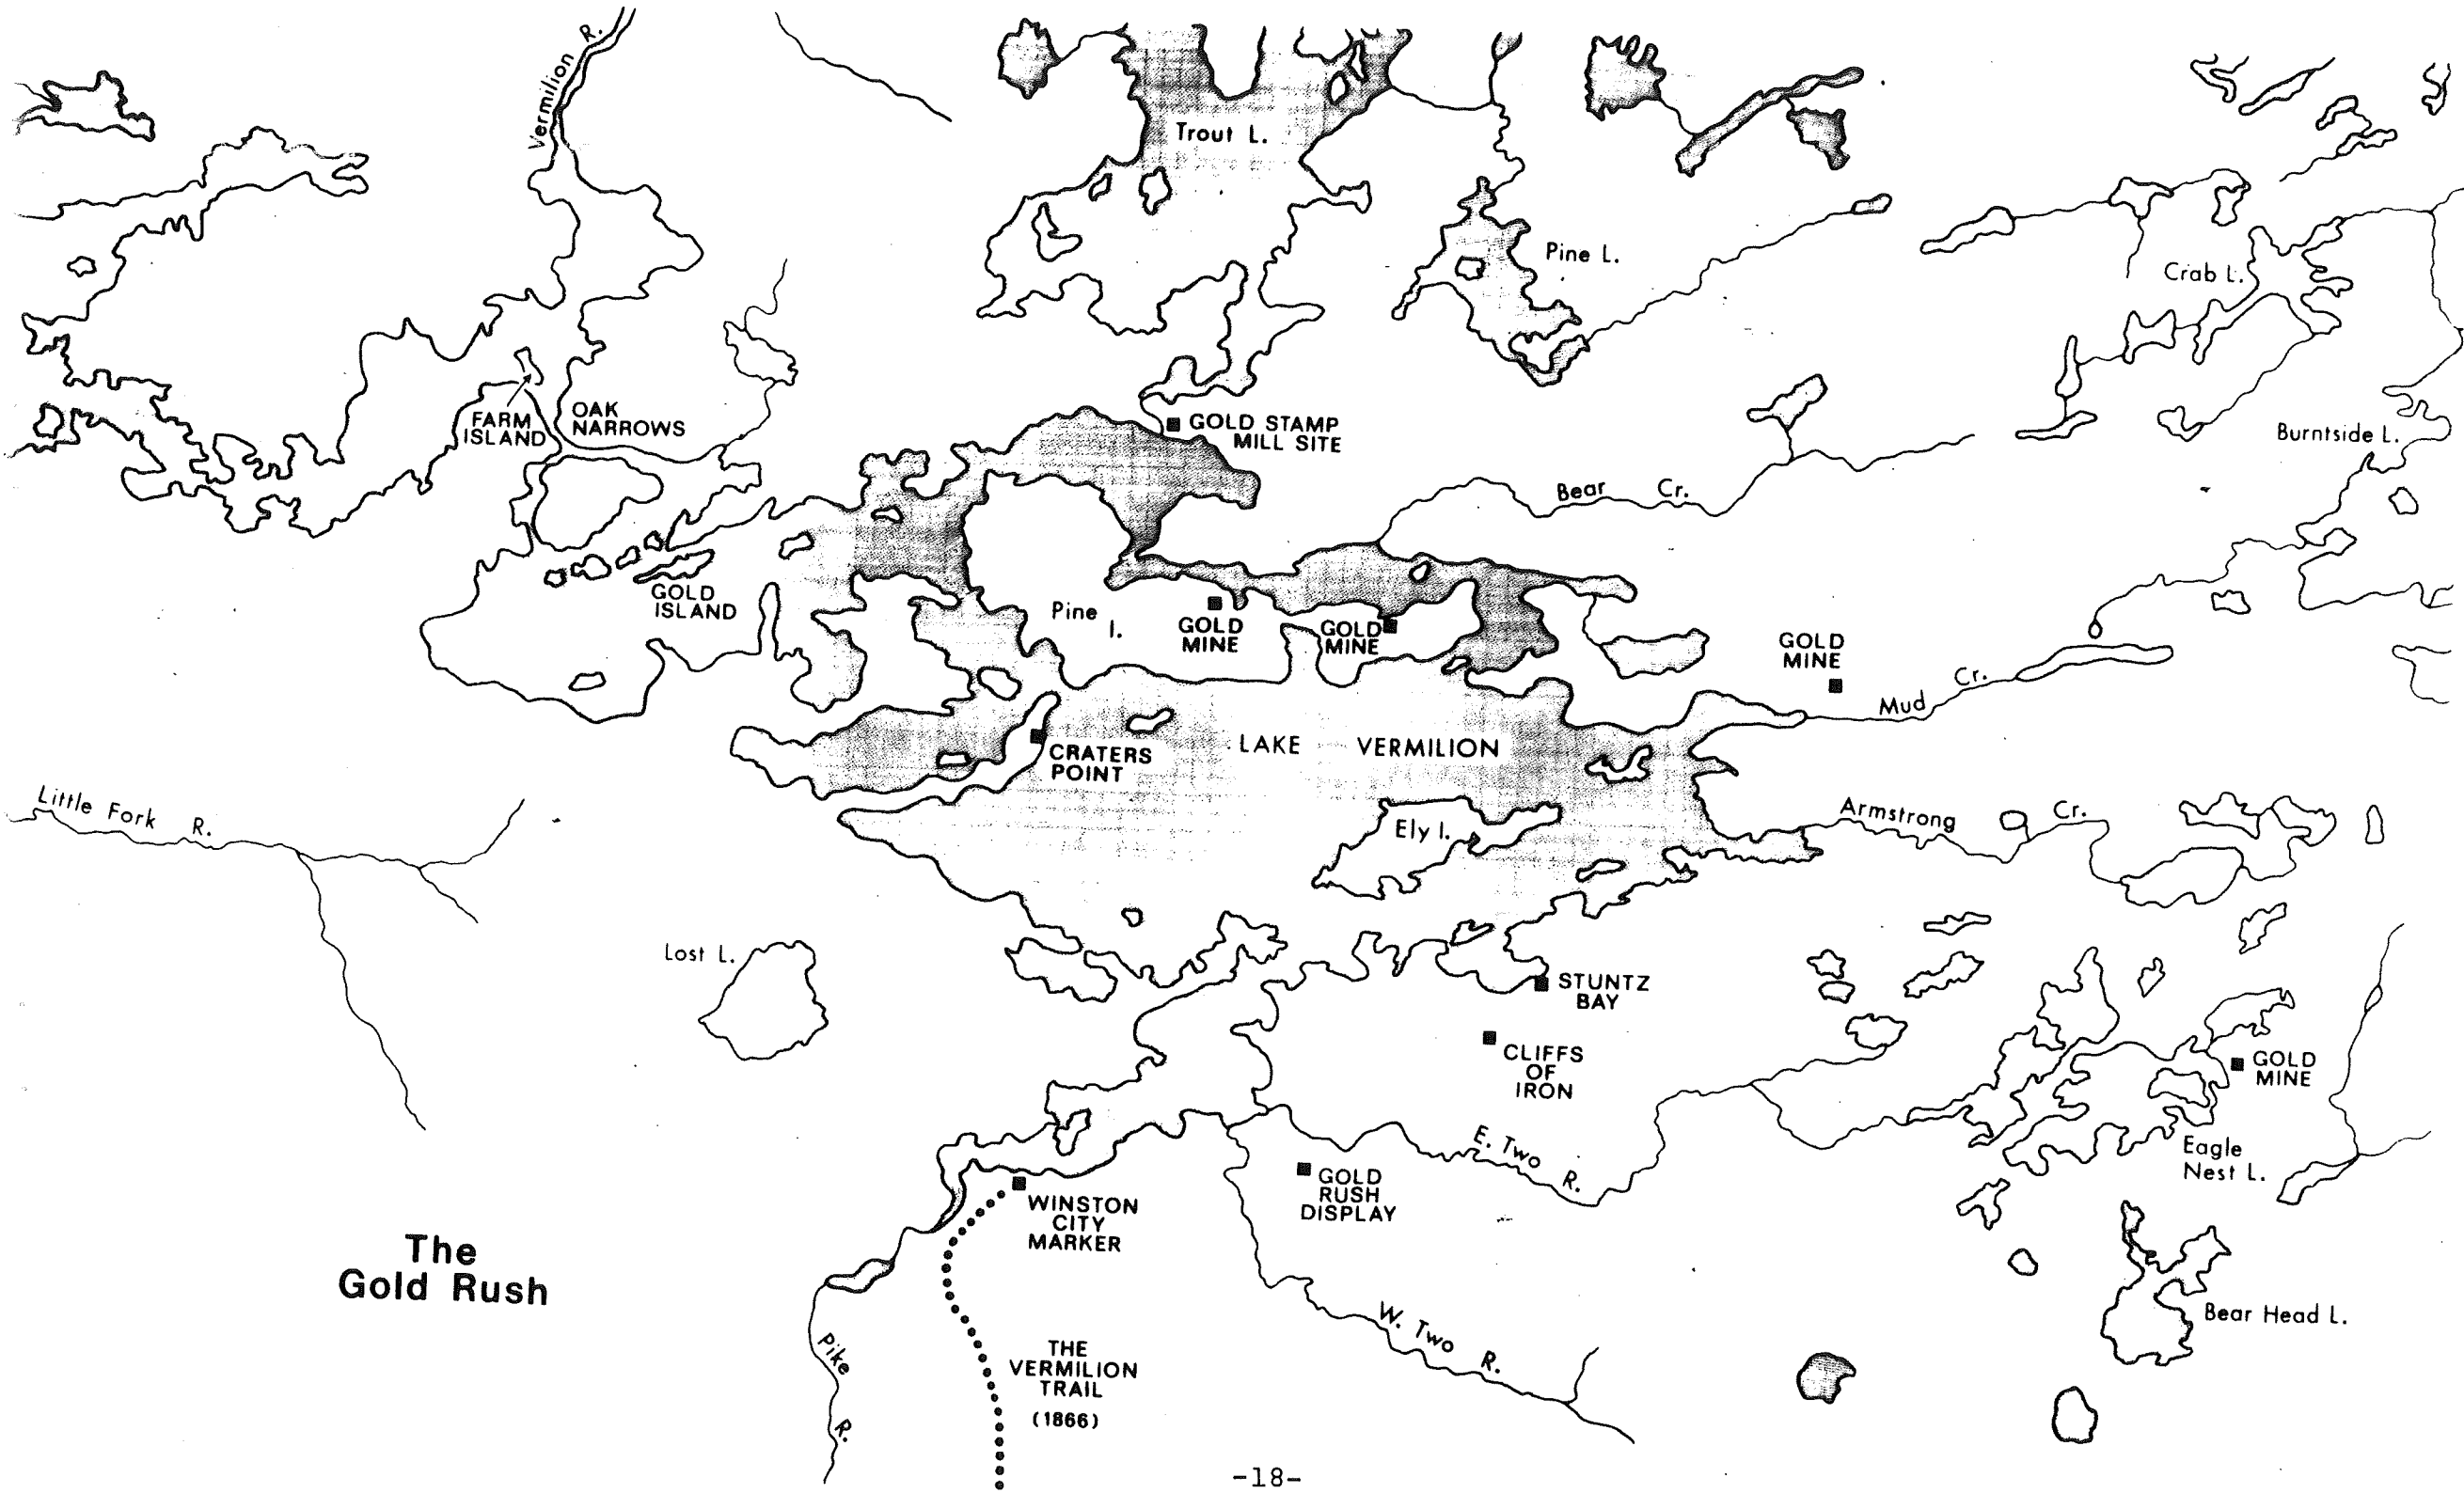 Vermilion R.
Trout L.
Pine L.
Crab L.
FARM
ISLAND
OAK
NARROWS
GOLD STAMP
MILL SITE
Burntside L.
Bear Cr.
GOLD
ISLAND
Pine
I.
GOLD
MINE
GOLD
MINE
GOLD
MINE
Mud Cr.
CRATERS
POINT
LAKE VERMILION
Little Fork R.
Ely I.
Armstrong Cr.
Lost L.
STUNTZ
BAY
CLIFFS
OF
IRON
GOLD
MINE
E. Two R.
Eagle
Nest L.
GOLD
RUSH
DISPLAY
WINSTON
CITY
MARKER
The
Gold Rush
Bear Head L.
W. Two R.
Pike R.
THE
VERMILION
TRAIL
(1866)
-18-